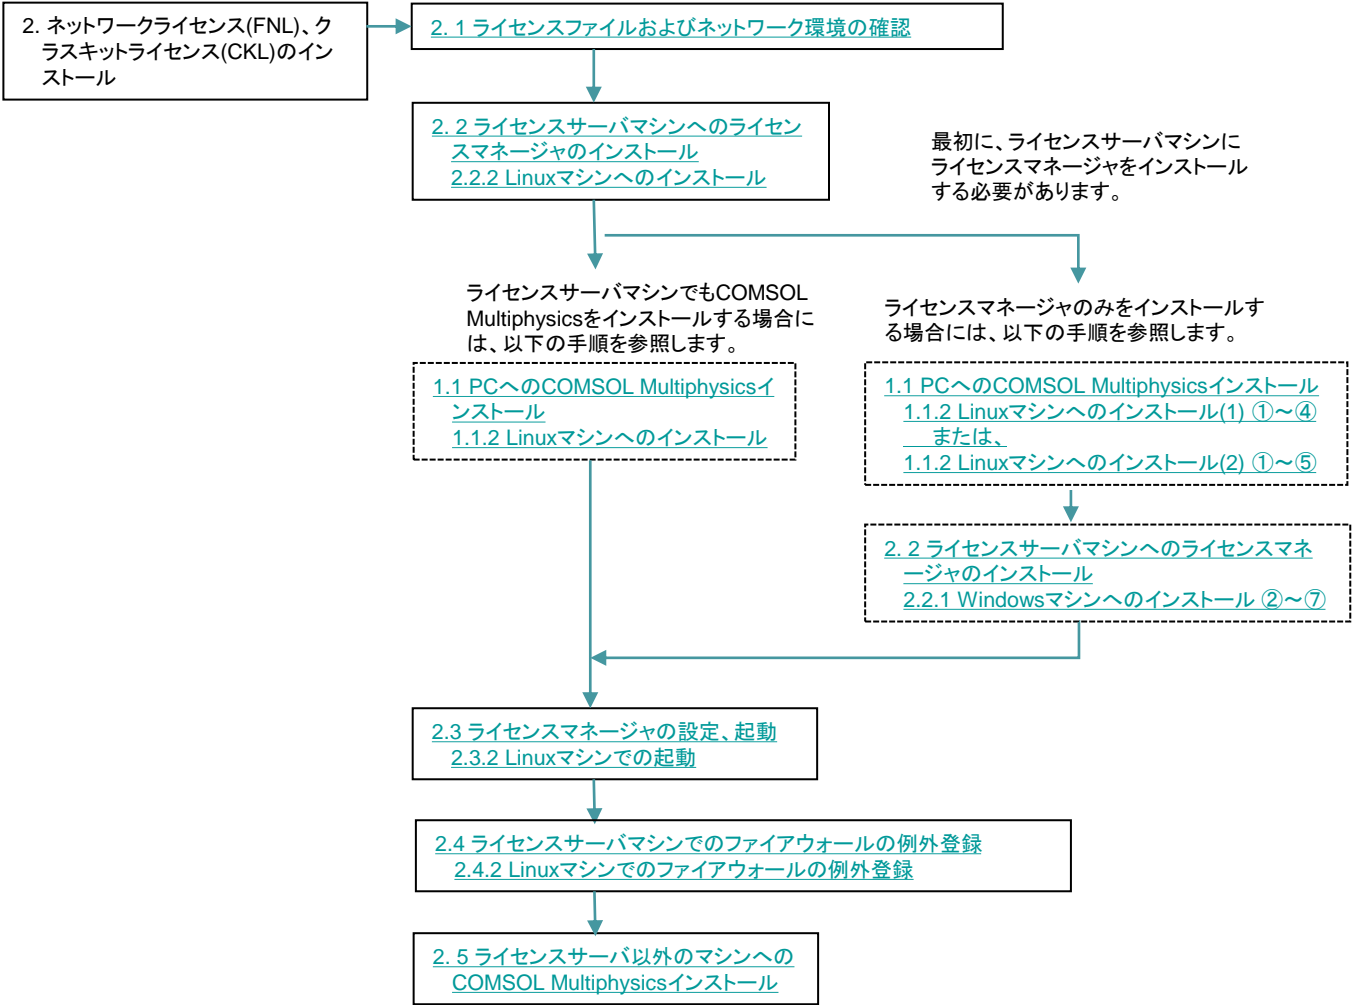 2. ネットワークライセンス(FNL)、ク
ラスキットライセンス(CKL)のイン
ストール
2. 1 ライセンスファイルおよびネットワーク環境の確認
2. 2 ライセンスサーバマシンへのライセン
スマネージャのインストール
2.2.2 Linuxマシンへのインストール
最初に、ライセンスサーバマシンに
ライセンスマネージャをインストール
する必要があります。
ライセンスサーバマシンでもCOMSOL
Multiphysicsをインストールする場合に
は、以下の手順を参照します。
1.1 PCへのCOMSOL Multiphysicsイ
ンストール
1.1.2 Linuxマシンへのインストール
ライセンスマネージャのみをインストールす
る場合には、以下の手順を参照します。
1.1 PCへのCOMSOL Multiphysicsインストール
1.1.2 Linuxマシンへのインストール(1) ①～④
または、
1.1.2 Linuxマシンへのインストール(2) ①～⑤
2. 2 ライセンスサーバマシンへのライセンスマネ
ージャのインストール
2.2.1 Windowsマシンへのインストール ②～⑦
2.3 ライセンスマネージャの設定、起動
2.3.2 Linuxマシンでの起動
2.4 ライセンスサーバマシンでのファイアウォールの例外登録
2.4.2 Linuxマシンでのファイアウォールの例外登録
2. 5 ライセンスサーバ以外のマシンへの
COMSOL Multiphysicsインストール